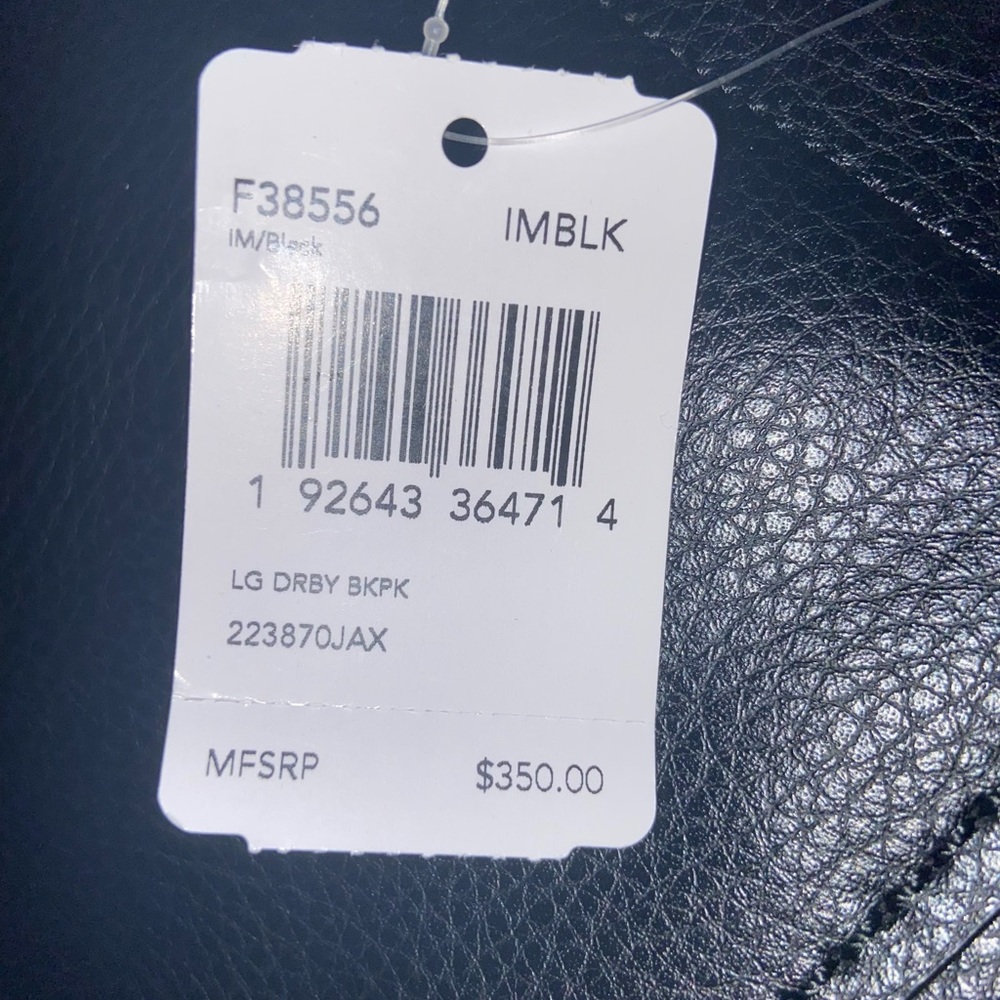 F38556 IMBLK
IM/Black
1 92643 36471 4
LG DRBY BKPK
223870JAX
MFSRP $350.00